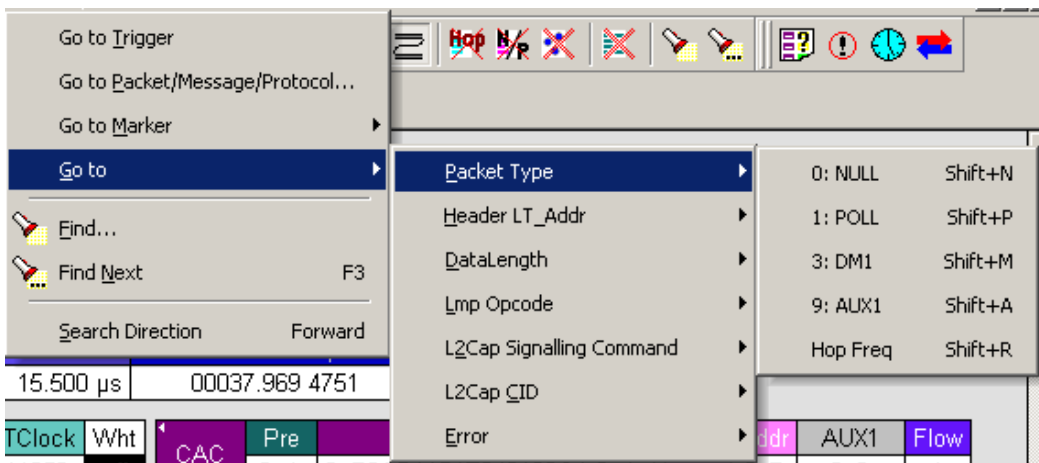 Go to Trigger
Go to Packet/Message/Protocol...
Go to Marker
Go to
Find...
Find Next F3
Search Direction Forward
Hop N/R
Packet Type
Header LT_Addr
DataLength
Lmp Opcode
L2Cap Signalling Command
L2Cap CID
Error
0: NULL Shift+N
1: POLL Shift+P
3: DM1 Shift+M
9: AUX1 Shift+A
Hop Freq Shift+R
15.500 µs 00037.969 4751
TClock Wht CAC Pre ddr AUX1 Flow